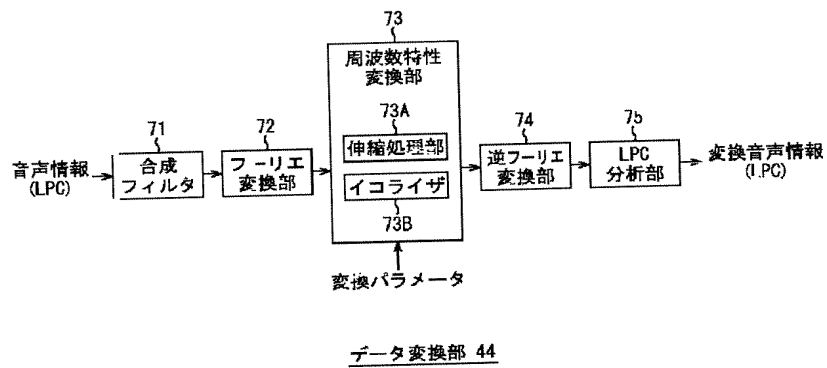 73
周波数特性
変換部
73A
伸縮処理部
イコライザ
73B
変換パラメータ
71
72
音声情報
(LPC)
合成
フィルタ
フーリエ
変換部
74
75
逆フーリエ
変換部
LPC
分析部
変換音声情報
(LPC)
データ変換部 44